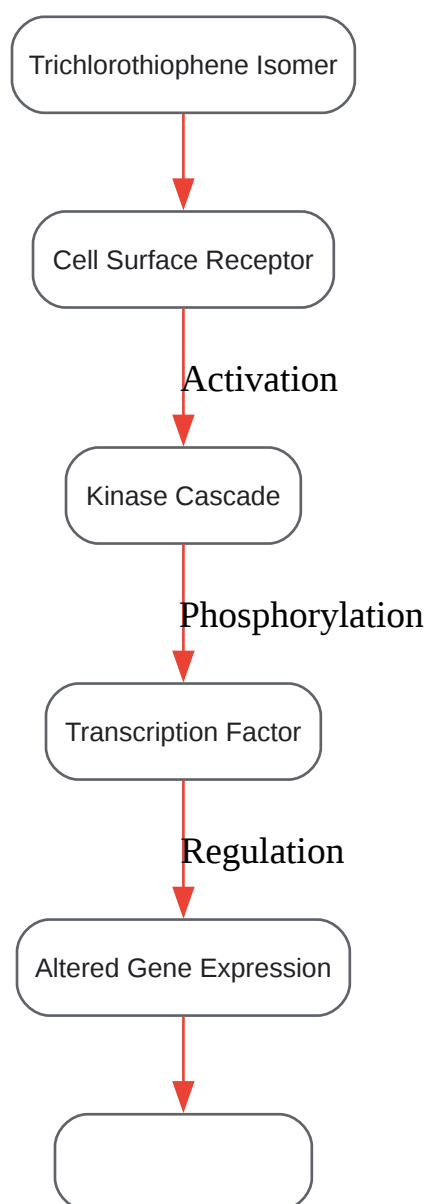 Trichlorothiophene Isomer
Cell Surface Receptor
Activation
Kinase Cascade
Phosphorylation
Transcription Factor
Regulation
Altered Gene Expression